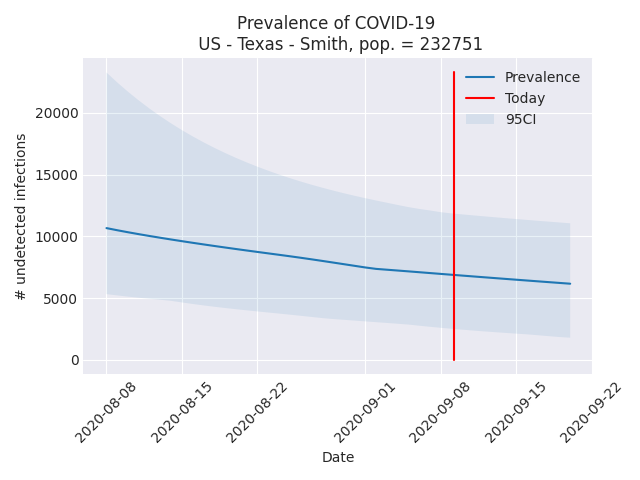 Prevalence of COVID-19
US - Texas - Smith, pop. = 232751
Prevalence
Today
95CI
# undetected infections
20000
15000
10000
5000
0
2020-08-08
2020-08-15
2020-08-22
2020-09-01
2020-09-08
2020-09-15
2020-09-22
Date